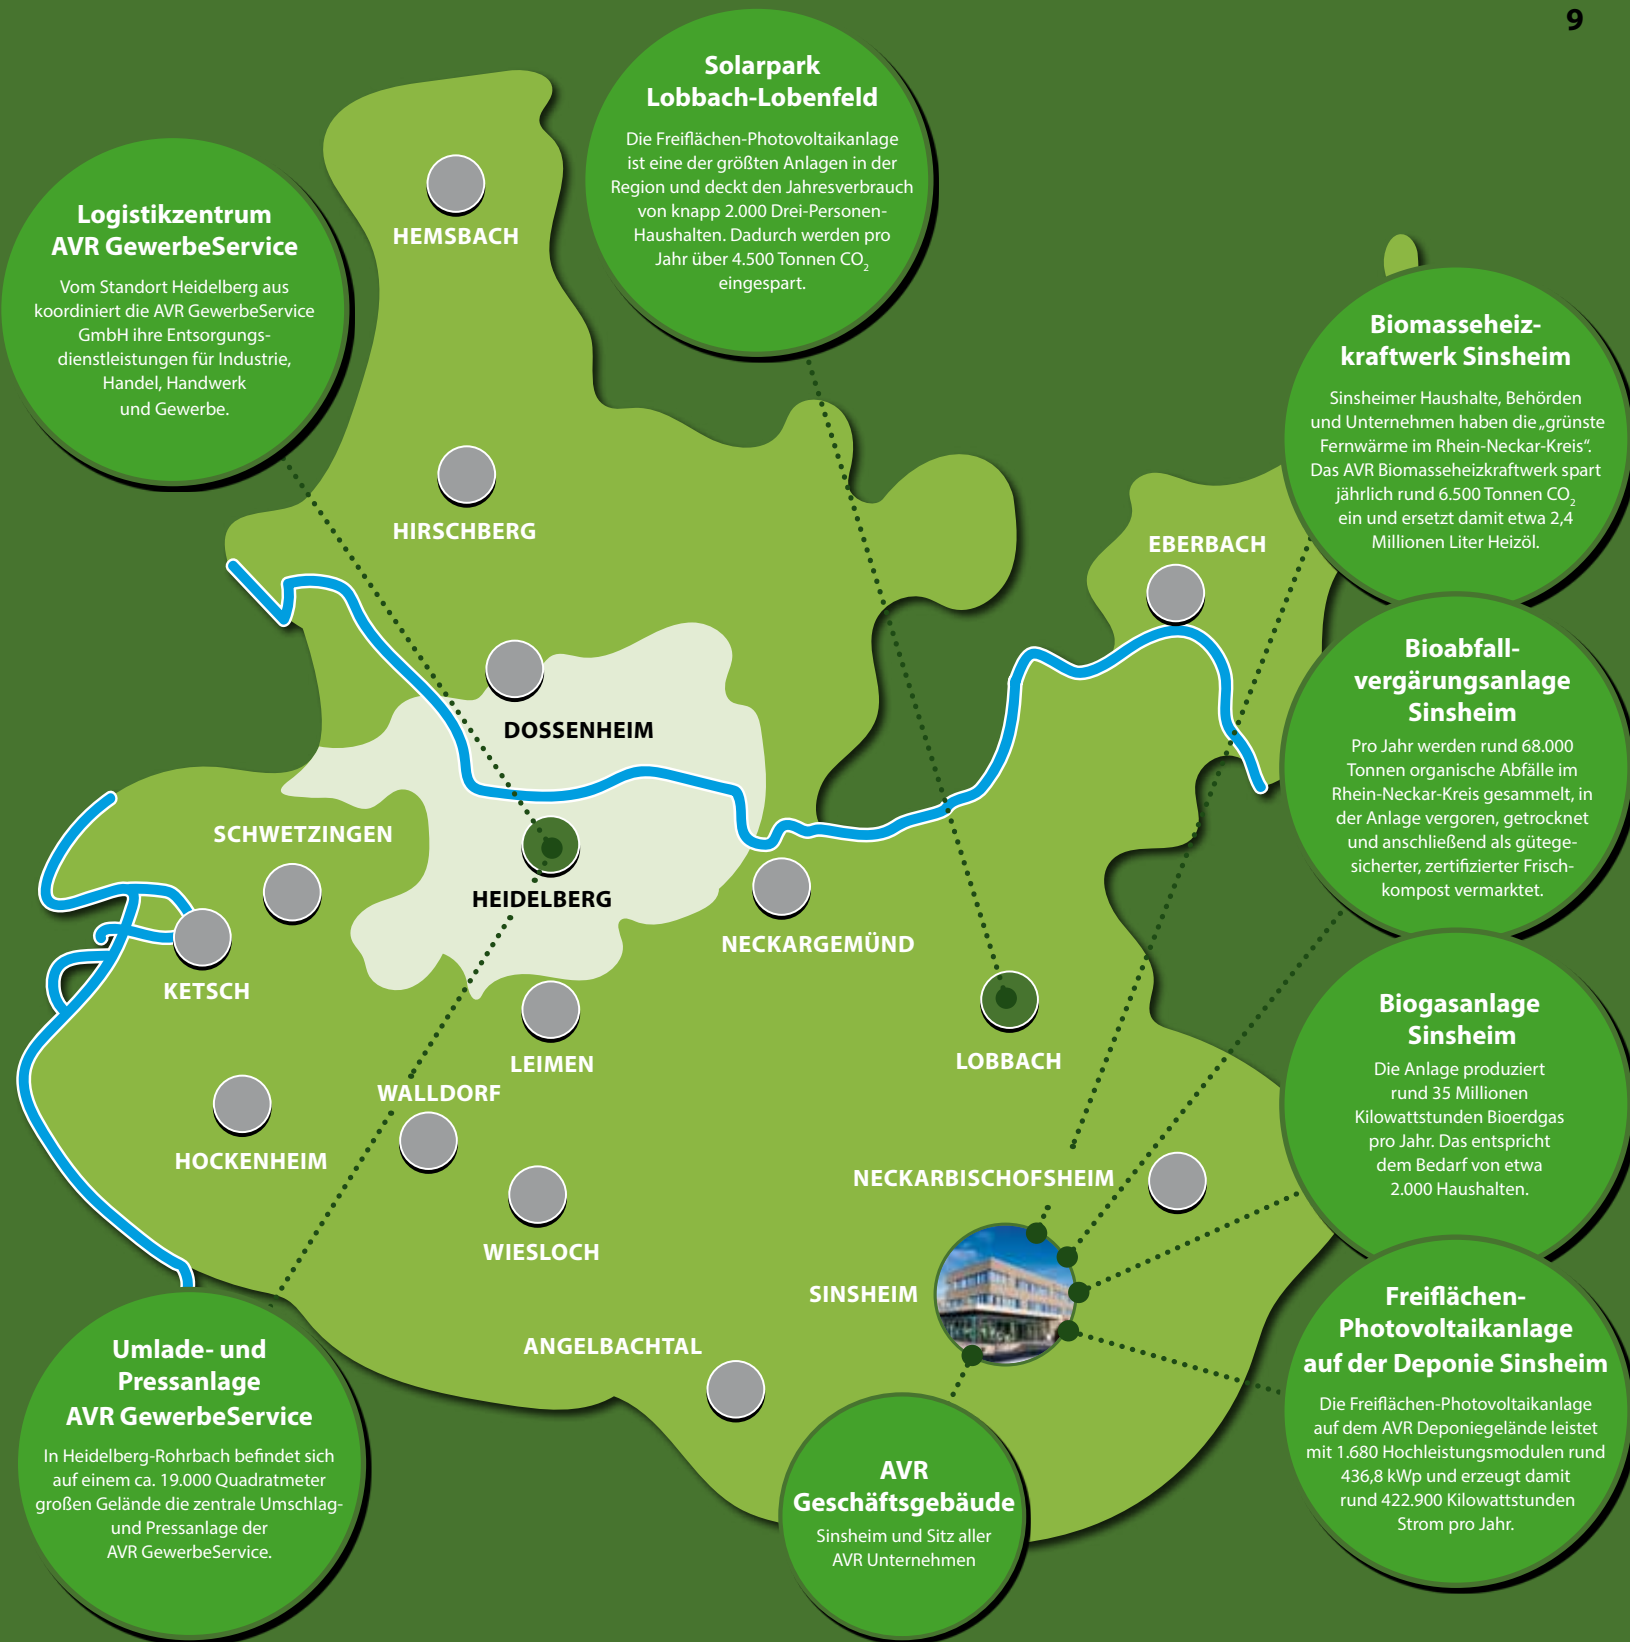 9
Solarpark
Lobbach-Lobenfeld
Die Freiflächen-Photovoltaikanlage
ist eine der größten Anlagen in der
Region und deckt den Jahresverbrauch
von knapp 2.000 Drei-Personen-
Haushalten. Dadurch werden pro
Jahr über 4.500 Tonnen CO₂
eingespart.
Logistikzentrum
AVR GewerbeService
Vom Standort Heidelberg aus
koordiniert die AVR GewerbeService
GmbH ihre Entsorgungs-
dienstleistungen für Industrie,
Handel, Handwerk
und Gewerbe.
HEMSBACH
Biomasseheiz-
kraftwerk Sinsheim
Sinsheimer Haushalte, Behörden
und Unternehmen haben die „grünste
Fernwärme im Rhein-Neckar-Kreis“.
Das AVR Biomasseheizkraftwerk spart
jährlich rund 6.500 Tonnen CO₂
ein und ersetzt damit etwa 2,4
Millionen Liter Heizöl.
HIRSCHBERG
EBERBACH
Bioabfall-
vergärungsanlage
Sinsheim
Pro Jahr werden rund 68.000
Tonnen organische Abfälle im
Rhein-Neckar-Kreis gesammelt, in
der Anlage vergoren, getrocknet
und anschließend als gütege-
sicherter, zertifizierter Frisch-
kompost vermarktet.
DOSSENHEIM
SCHWETZINGEN
HEIDELBERG
NECKARGEMÜND
KETSCH
LEIMEN
LOBBACH
WALLDORF
HOCKENHEIM
Biogasanlage
Sinsheim
Die Anlage produziert
rund 35 Millionen
Kilowattstunden Bioerdgas
pro Jahr. Das entspricht
dem Bedarf von etwa
2.000 Haushalten.
NECKARBISCHOFSHEIM
WIESLOCH
SINSHEIM
ANGELBACHTAL
Freiflächen-
Photovoltaikanlage
auf der Deponie Sinsheim
Die Freiflächen-Photovoltaikanlage
auf dem AVR Deponiegelände leistet
mit 1.680 Hochleistungsmodulen rund
436,8 kWp und erzeugt damit
rund 422.900 Kilowattstunden
Strom pro Jahr.
Umlade- und
Pressanlage
AVR GewerbeService
In Heidelberg-Rohrbach befindet sich
auf einem ca. 19.000 Quadratmeter
großen Gelände die zentrale Umschlag-
und Pressanlage der
AVR GewerbeService.
AVR
Geschäftsgebäude
Sinsheim und Sitz aller
AVR Unternehmen